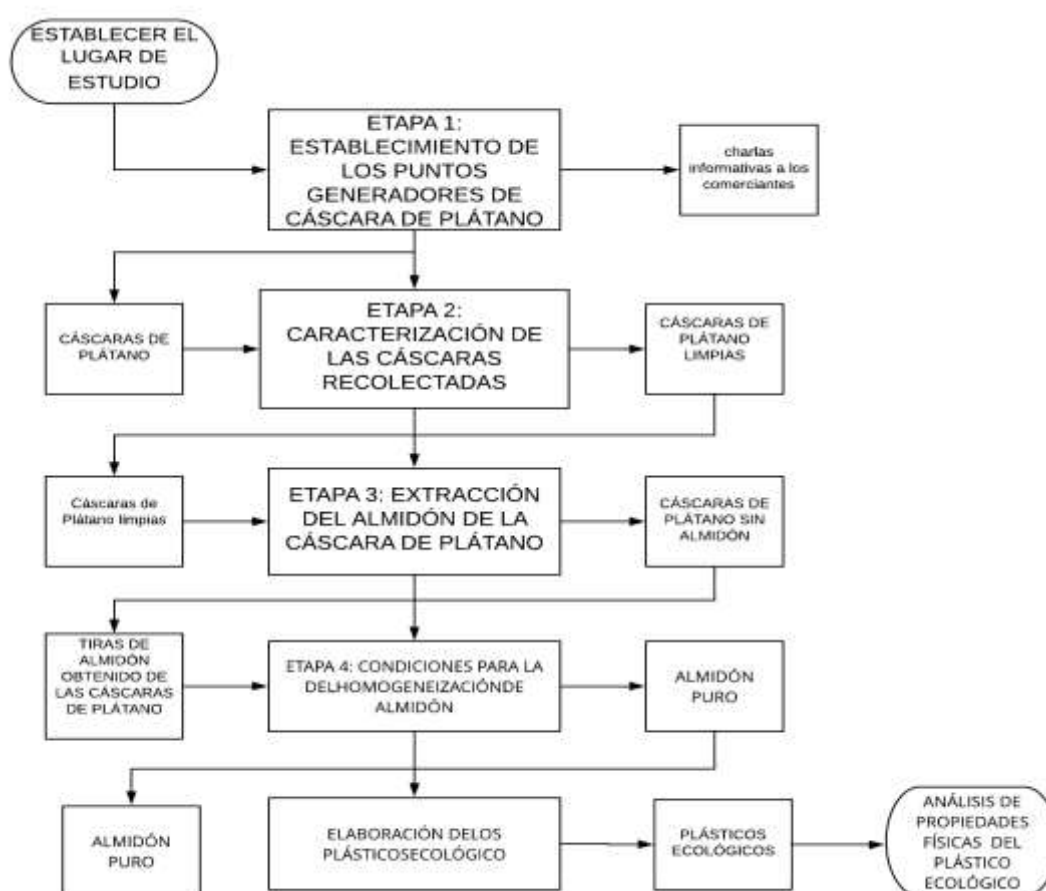 ESTABLECER EL
LUGAR DE
ESTUDIO
ETAPA 1:
ESTABLECIMIENTO DE
LOS PUNTOS
GENERADORES DE
CÁSCARA DE PLÁTANO
charlas
informativas a los
comerciantes
CÁSCARAS DE
PLÁTANO
ETAPA 2:
CARACTERIZACIÓN DE
LAS CÁSCARAS
RECOLECTADAS
CÁSCARAS DE
PLÁTANO
LIMPIAS
Cáscaras de
Plátano limpias
ETAPA 3: EXTRACCIÓN
DEL ALMIDÓN DE LA
CÁSCARA DE PLÁTANO
CÁSCARAS DE
PLÁTANO SIN
ALMIDÓN
TIRAS DE
ALMIDÓN
OBTENIDO DE
LAS CÁSCARAS
DE PLÁTANO
ETAPA 4: CONDICIONES PARA LA
DELHOMOGENEIZACIÓNDE
ALMIDÓN
ALMIDÓN
PURO
ALMIDÓN
PURO
ELABORACIÓN DELOS
PLÁSTICOSECOLÓGICO
PLÁSTICOS
ECOLÓGICOS
ANÁLISIS DE
PROPIEDADES
FÍSICAS DEL
PLÁSTICO
ECOLÓGICO